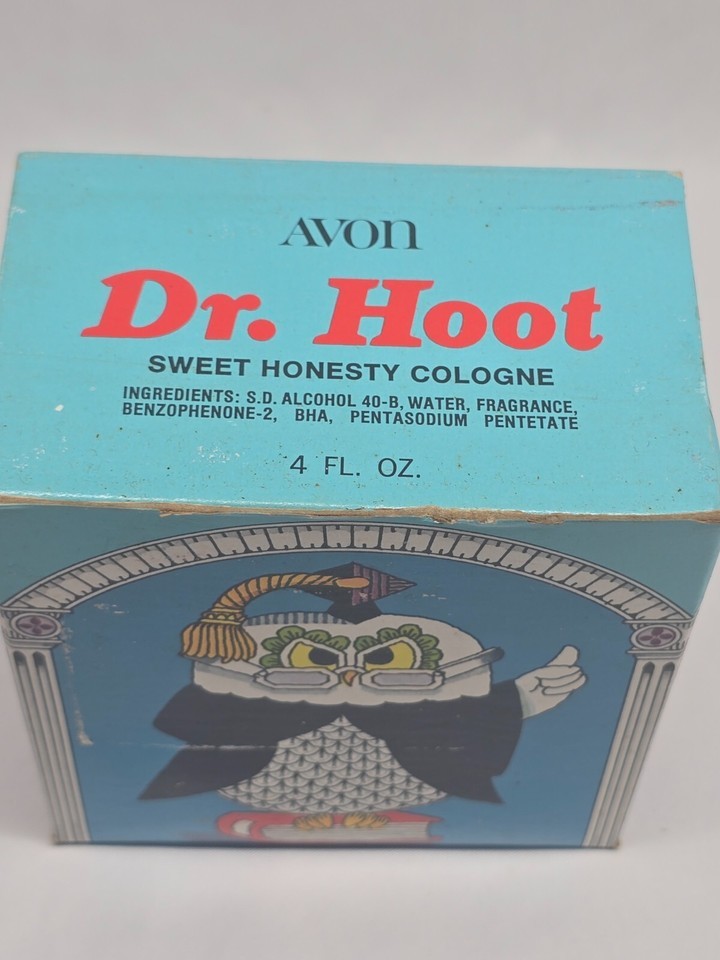 AVON
Dr. Hoot
SWEET HONESTY COLOGNE
INGREDIENTS: S.D. ALCOHOL 40-B, WATER, FRAGRANCE,
BENZOPHENONE-2, BHA, PENTASODIUM PENTETATE
4 FL. OZ.